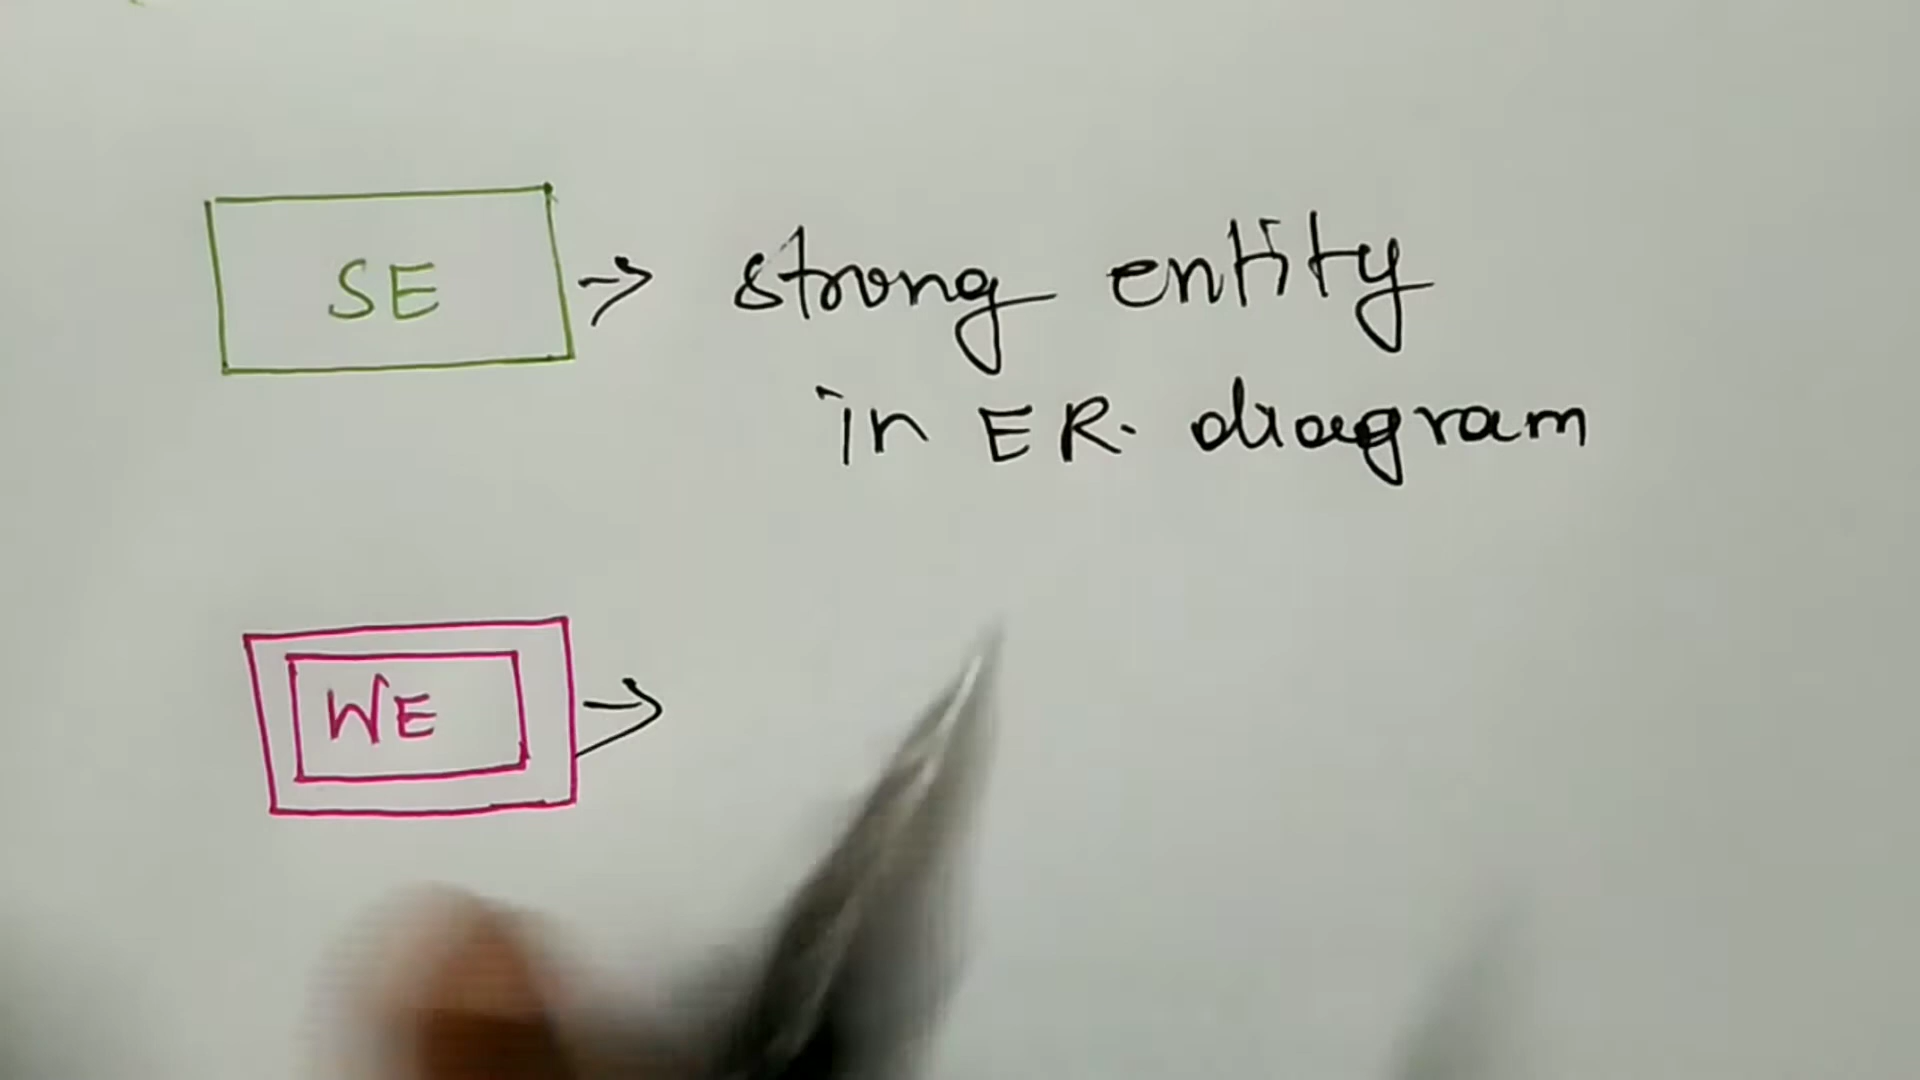 SE → strong entity
in ER. diagram
WE →